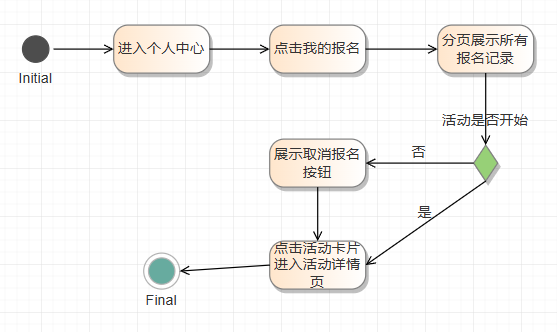 进入个人中心
点击我的报名
分页展示所有
报名记录
Initial
活动是否开始
展示取消报名
按钮
否
是
点击活动卡片
进入活动详情
页
Final